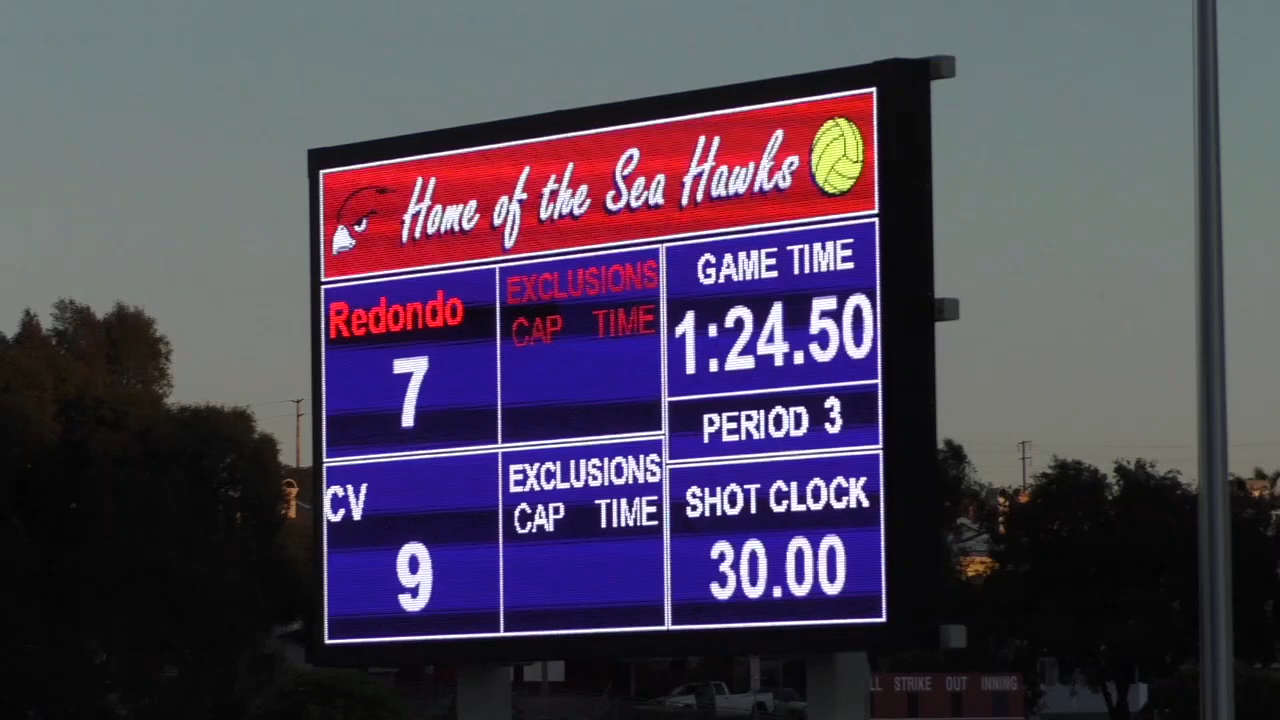 Home of the Sea Hawks
Redondo
7
EXCLUSIONS
CAP TIME
GAME TIME
1:24.50
PERIOD 3
CV
9
EXCLUSIONS
CAP TIME
SHOT CLOCK
30.00
LL STRIKE OUT INNING